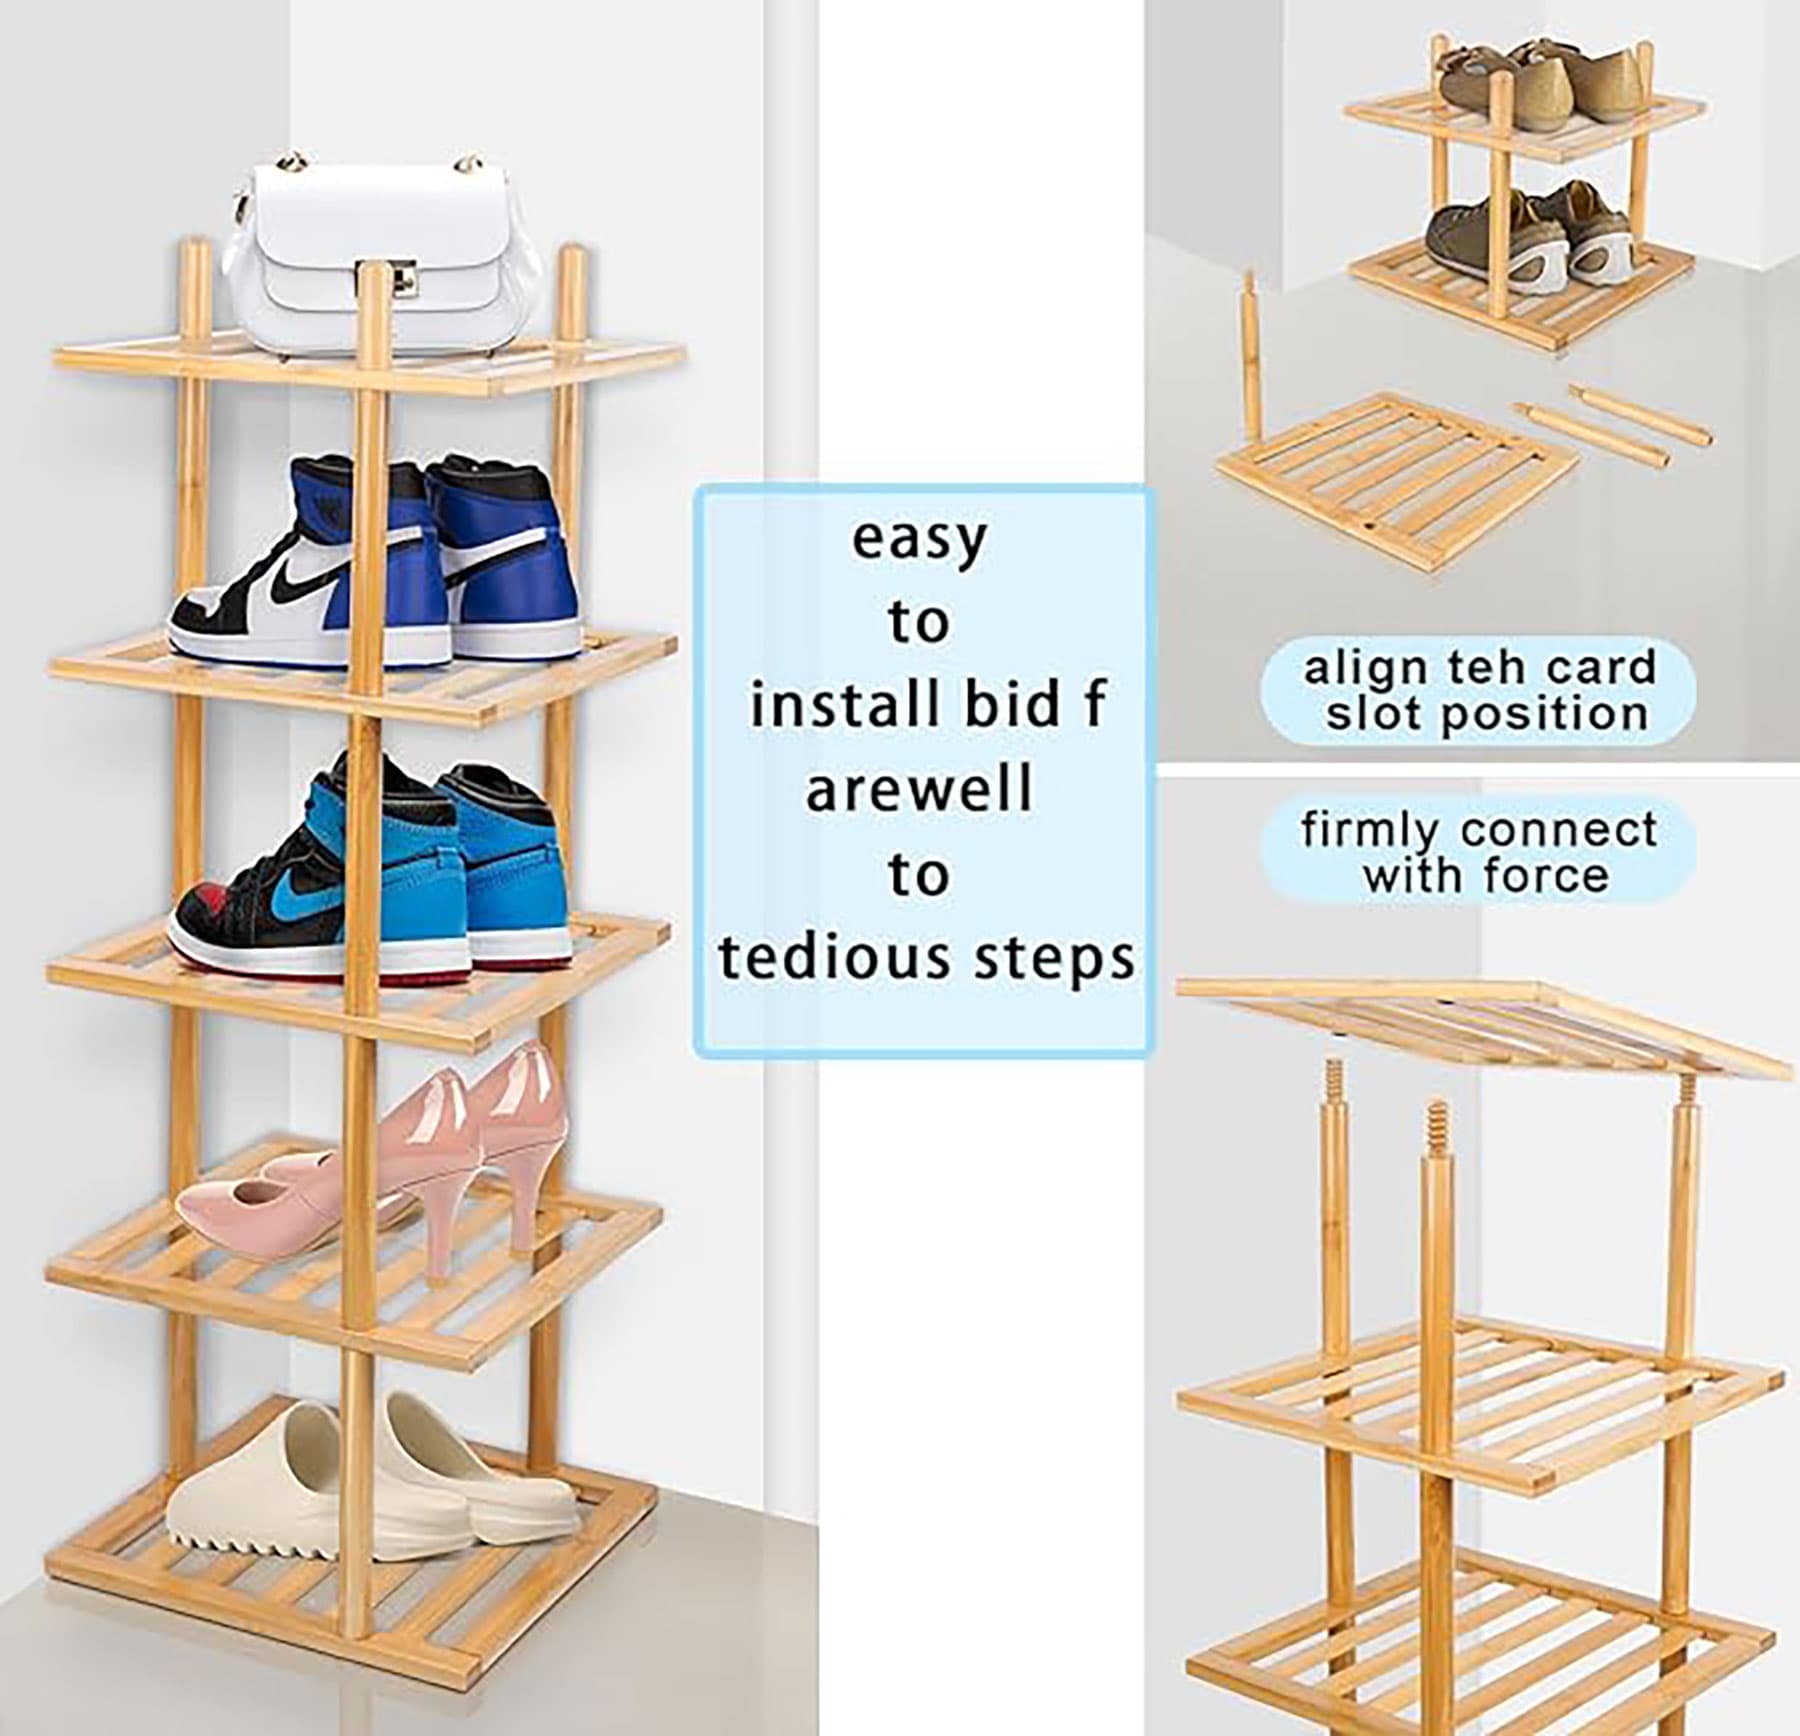 easy
to
install bid f
arewell
to
tedious steps
align teh card
slot position
firmly connect
with force